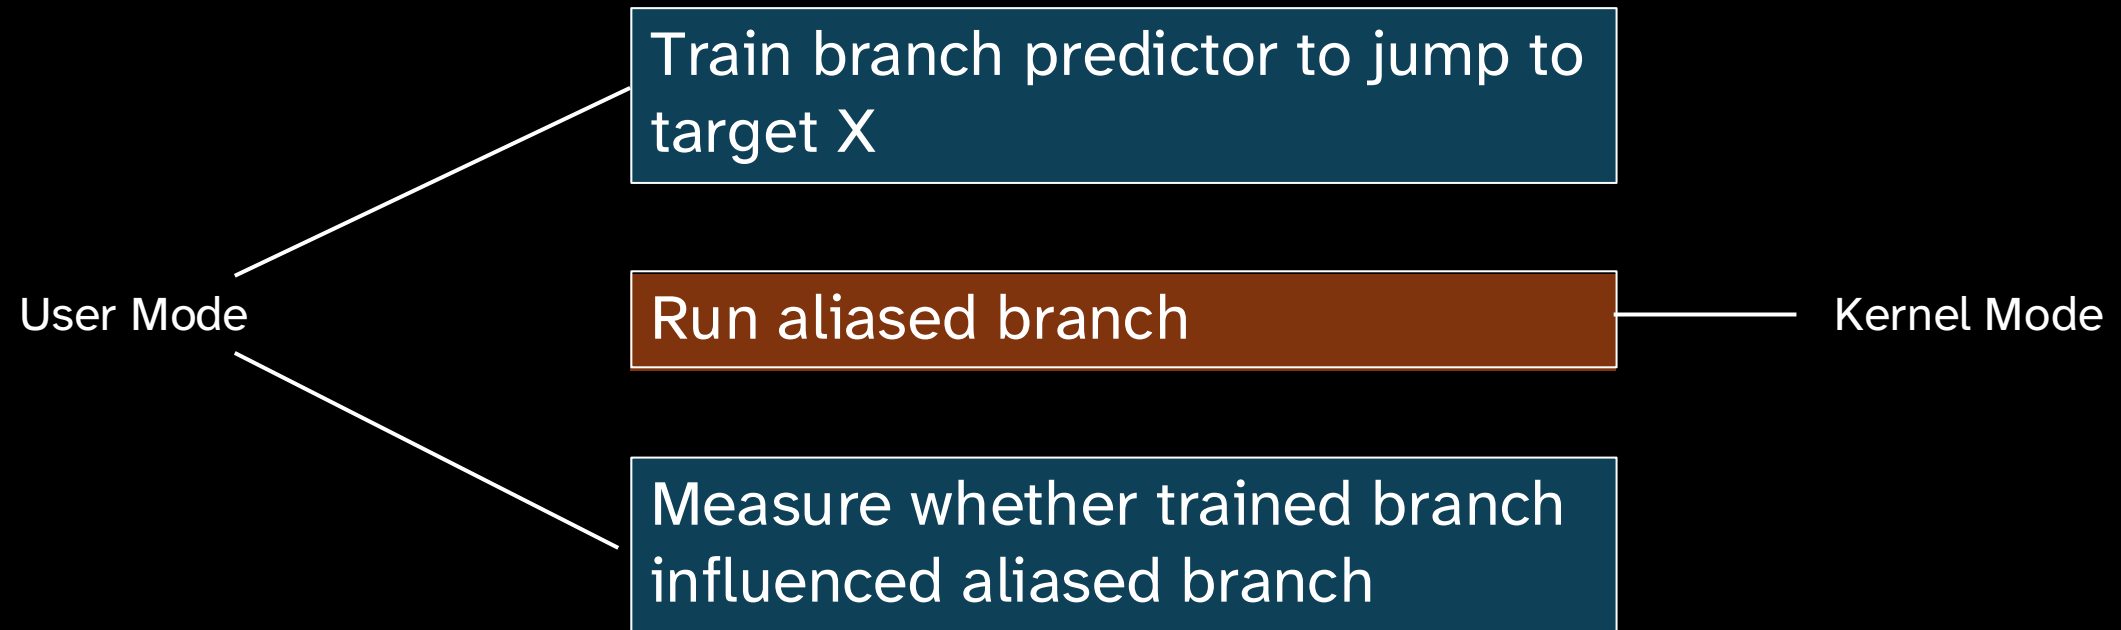 Train branch predictor to jump to
target X
User Mode
Run aliased branch
Kernel Mode
Measure whether trained branch
influenced aliased branch